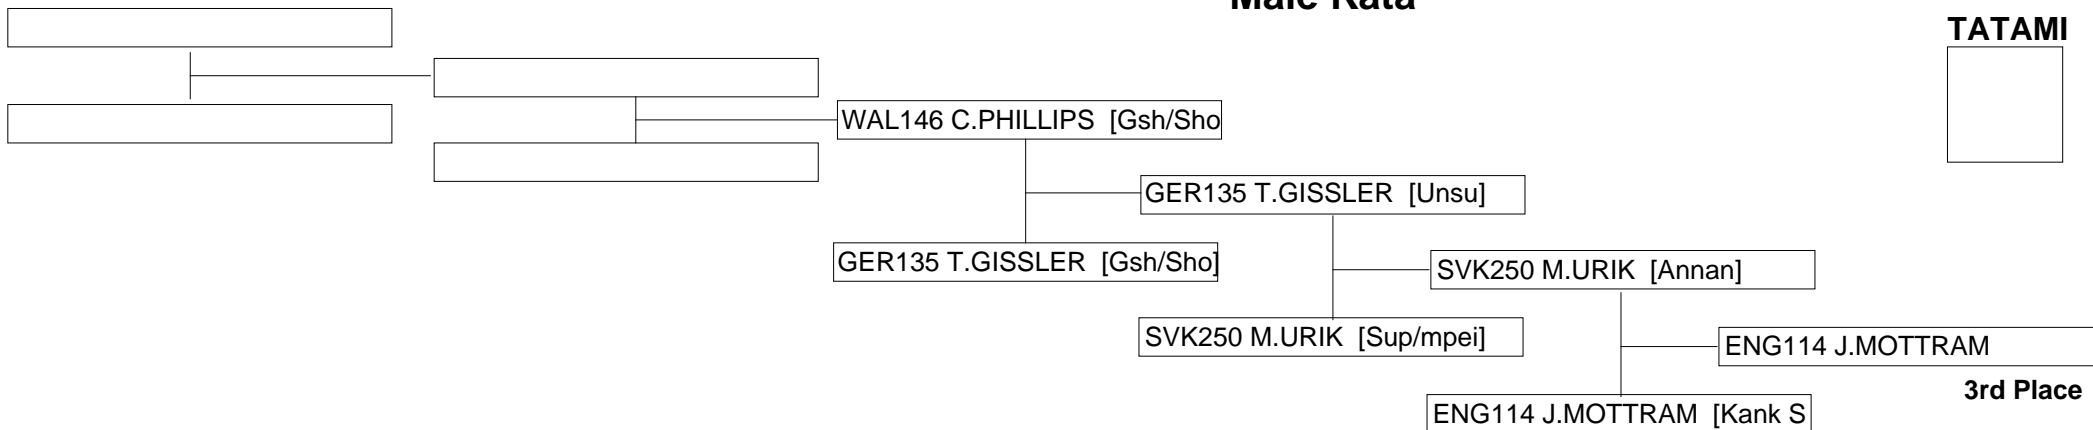 Male Kata
TATAMI
WAL146 C.PHILLIPS [Gsh/Sho
GER135 T.GISSLER [Unsu]
GER135 T.GISSLER [Gsh/Sho]
SVK250 M.URIK [Annan]
SVK250 M.URIK [Sup/mpei]
ENG114 J.MOTTRAM
3rd Place
ENG114 J.MOTTRAM [Kank S